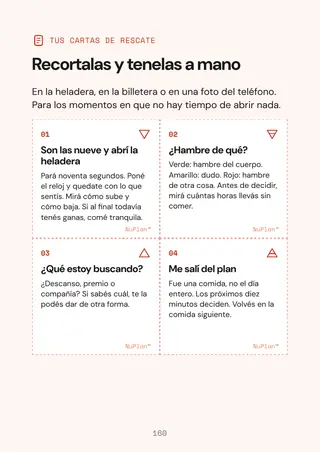 TUS CARTAS DE RESCATE
Recortalas y tenelas a mano
En la heladera, en la billetera o en una foto del teléfono.
Para los momentos en que no hay tiempo de abrir nada.
01
Son las nueve y abrí la
heladera
Pará noventa segundos. Poné
el reloj y quedate con lo que
sentís. Mirá cómo sube y
cómo baja. Si al final todavía
tenés ganas, comé tranquila.
NuPlan™
02
¿Hambre de qué?
Verde: hambre del cuerpo.
Amarillo: dudo. Rojo: hambre
de otra cosa. Antes de decidir,
mirá cuántas horas llevás sin
comer.
NuPlan™
03
¿Qué estoy buscando?
¿Descanso, premio o
compañía? Si sabés cuál, te la
podés dar de otra forma.
NuPlan™
04
Me salí del plan
Fue una comida, no el día
entero. Los próximos diez
minutos deciden. Volvés en la
comida siguiente.
NuPlan™
160